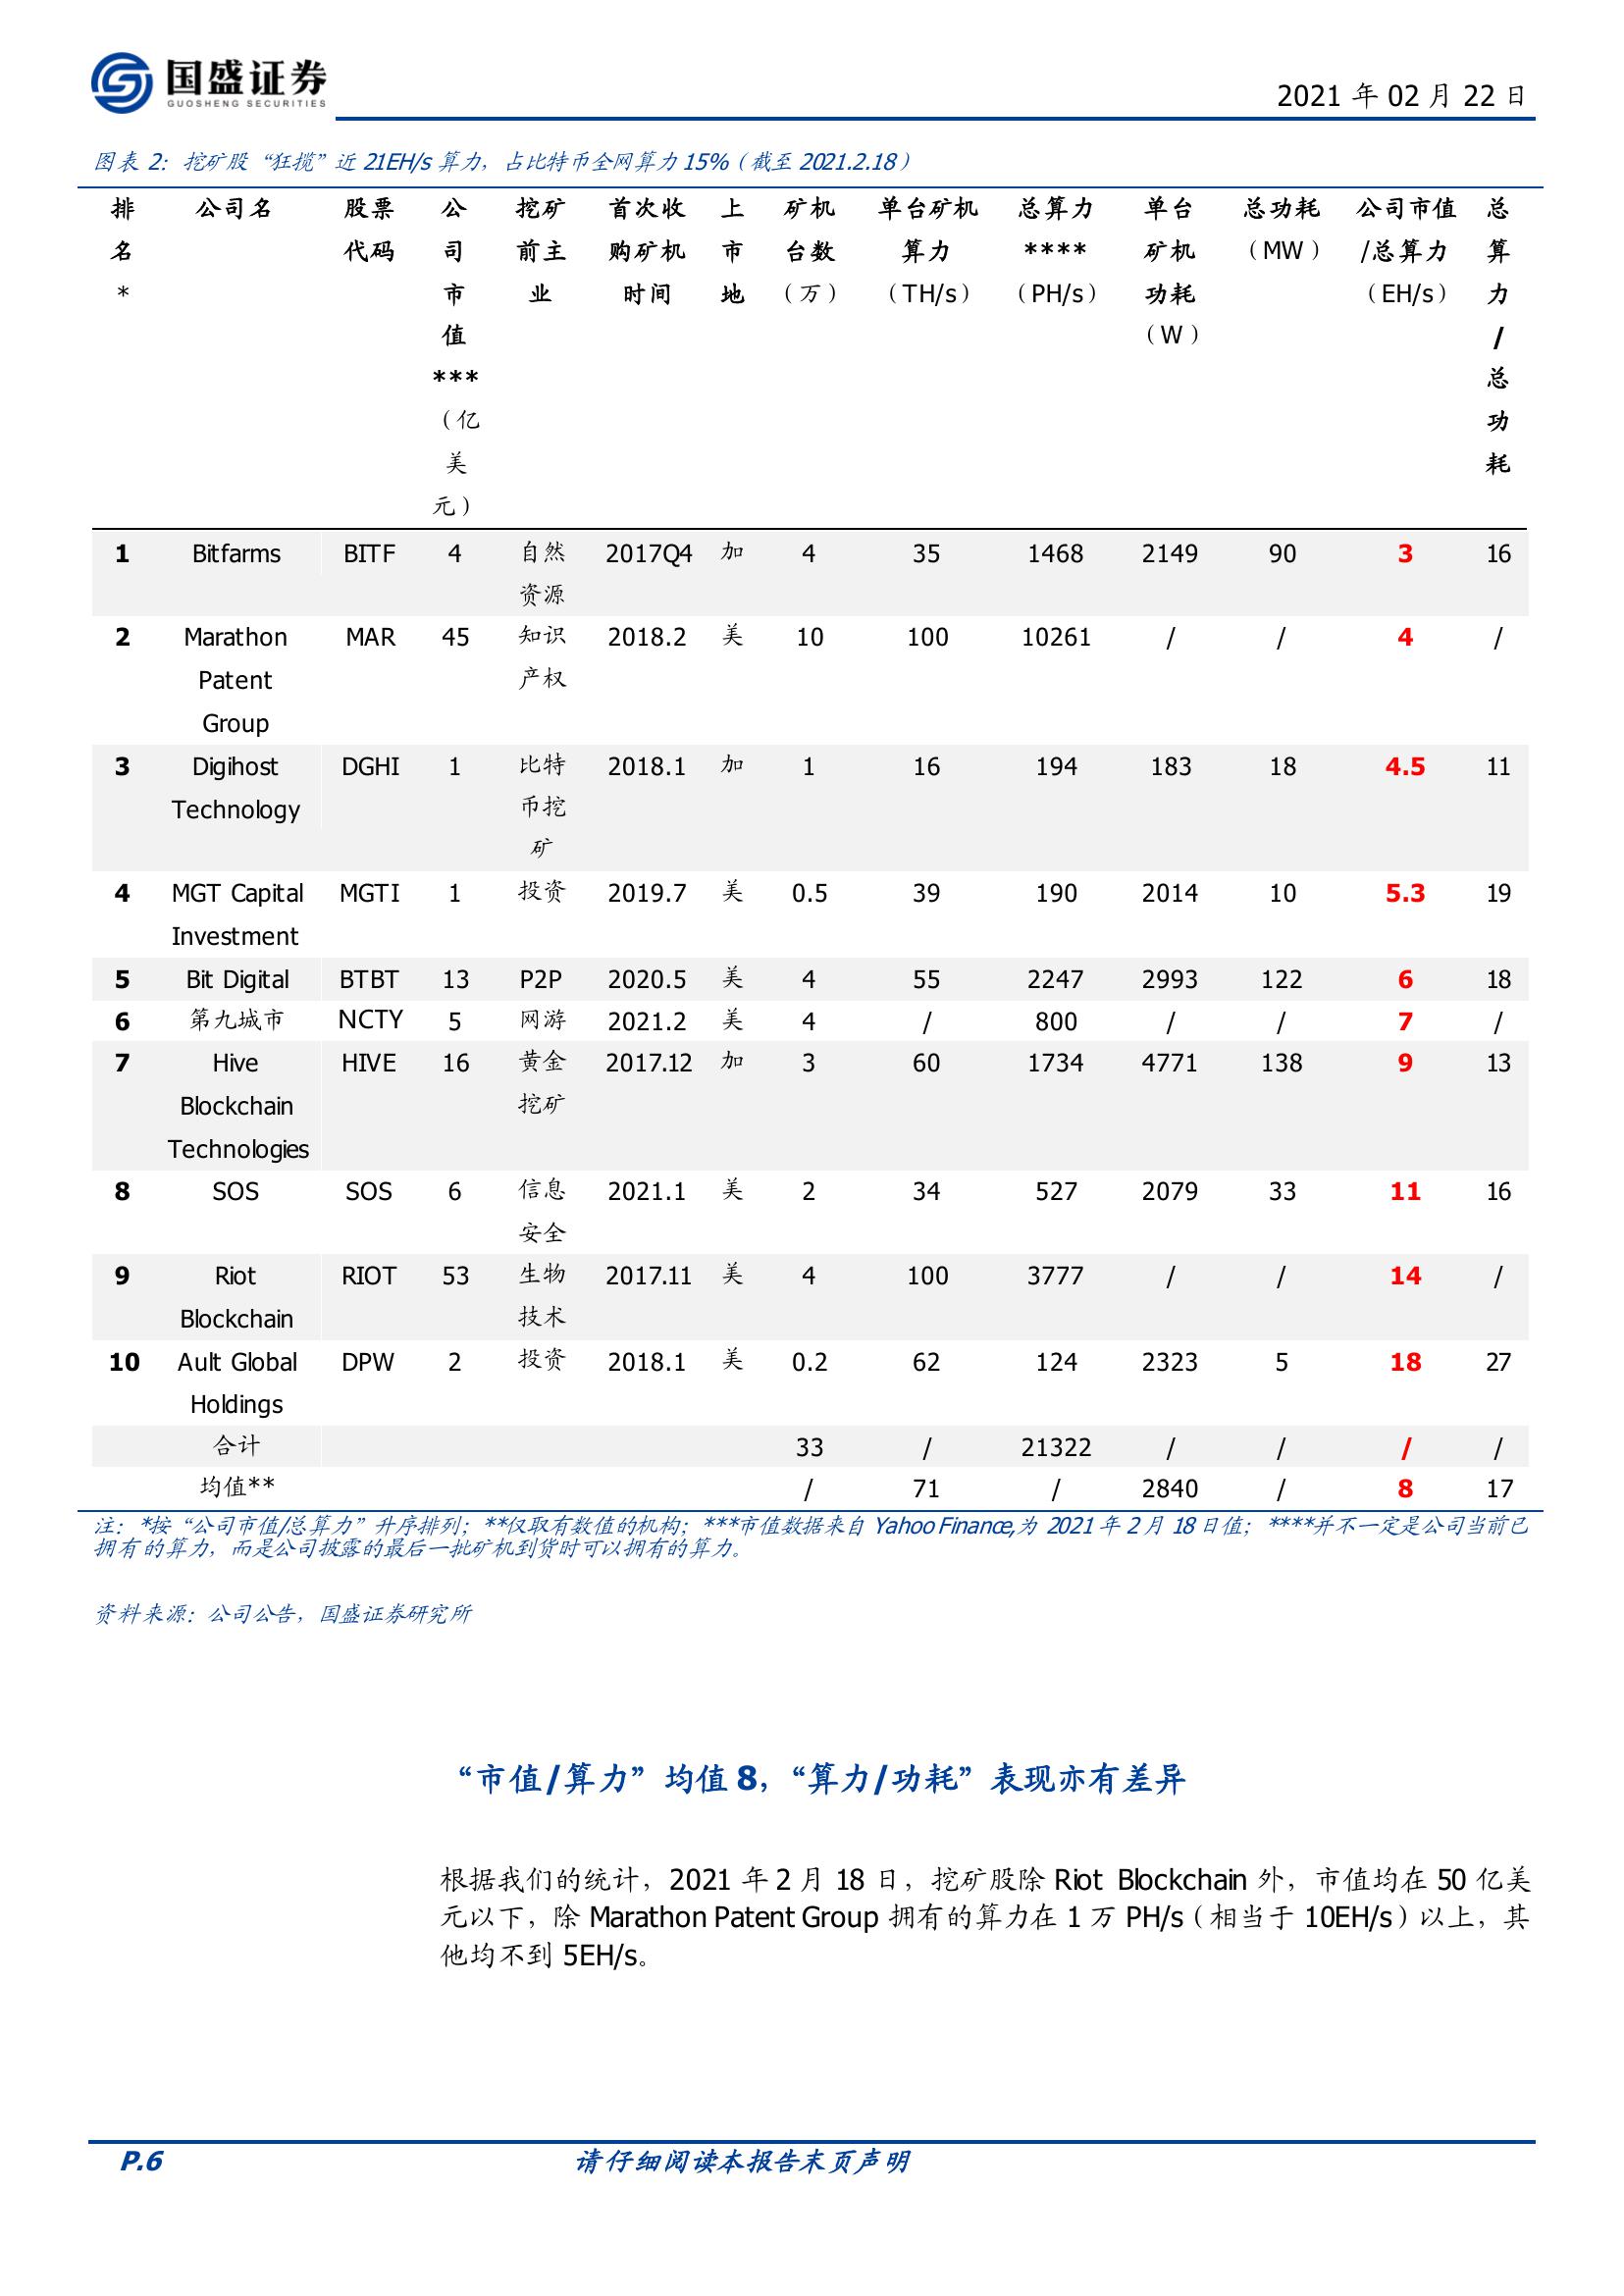 国盛证券
GUOSHENG SECURITIES
2021 年 02 月 22 日
图表 2：挖矿股“狂揽”近 21EH/s 算力，占比特币全网算力 15%（截至 2021.2.18）
排 公司名 股票 公 挖矿 首次收 上 矿机 单台矿机 总算力 单台 总功耗 公司市值 总
名 代码 司 前主 购矿机 市 台数 算力 **** 矿机 （MW） /总算力 算
* 市 业 时间 地 （万） （TH/s） （PH/s） 功耗 （EH/s） 力
值 （W） /
*** 总
（亿 功
美 耗
元）
1 Bitfarms BITF 4 自然 2017Q4 加 4 35 1468 2149 90 3 16
资源
2 Marathon MAR 45 知识 2018.2 美 10 100 10261 / / 4 /
Patent 产权
Group
3 Digihost DGHI 1 比特 2018.1 加 1 16 194 183 18 4.5 11
Technology 币挖
矿
4 MGT Capital MGTI 1 投资 2019.7 美 0.5 39 190 2014 10 5.3 19
Investment
5 Bit Digital BTBT 13 P2P 2020.5 美 4 55 2247 2993 122 6 18
6 第九城市 NCTY 5 网游 2021.2 美 4 / 800 / / 7 /
7 Hive HIVE 16 黄金 2017.12 加 3 60 1734 4771 138 9 13
Blockchain 挖矿
Technologies
8 SOS SOS 6 信息 2021.1 美 2 34 527 2079 33 11 16
安全
9 Riot RIOT 53 生物 2017.11 美 4 100 3777 / / 14 /
Blockchain 技术
10 Ault Global DPW 2 投资 2018.1 美 0.2 62 124 2323 5 18 27
Holdings
合计 33 / 21322 / / / /
均值** / 71 / 2840 / 8 17
注：*按“公司市值/总算力”升序排列；**仅取有数值的机构；***市值数据来自 Yahoo Finance,为 2021 年 2 月 18 日值；****并不一定是公司当前已
拥有的算力，而是公司披露的最后一批矿机到货时可以拥有的算力。
资料来源：公司公告，国盛证券研究所
“市值/算力”均值 8，“算力/功耗”表现亦有差异
根据我们的统计，2021 年 2 月 18 日，挖矿股除 Riot Blockchain 外，市值均在 50 亿美
元以下，除 Marathon Patent Group 拥有的算力在 1 万 PH/s（相当于 10EH/s）以上，其
他均不到 5EH/s。
P.6 请仔细阅读本报告末页声明